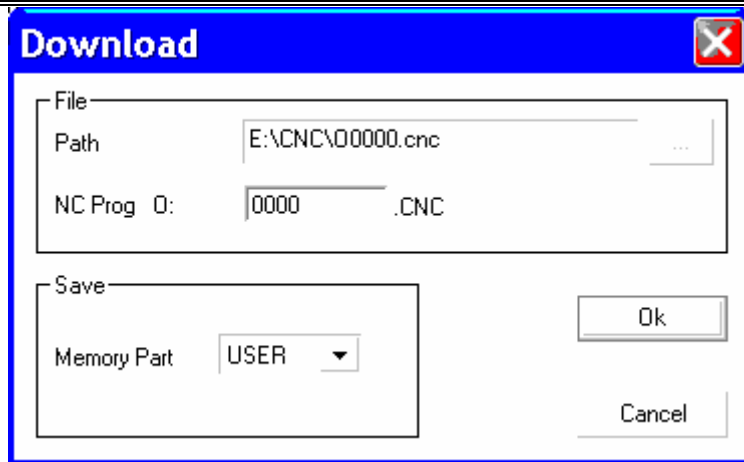 Download
File
Path E:\CNC\O0000.cnc ...
NC Prog O: 0000 .CNC
Save
Memory Part USER
Ok
Cancel